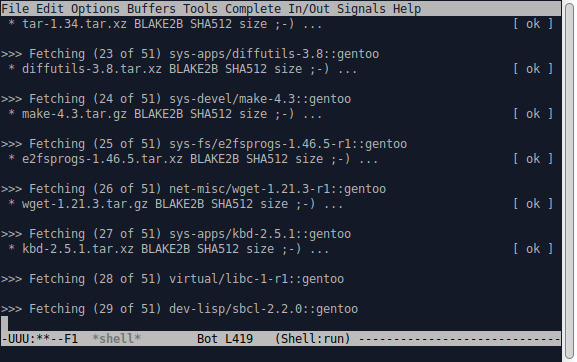 File Edit Options Buffers Tools Complete In/Out Signals Help
 * tar-1.34.tar.xz BLAKE2B SHA512 size ;-) ... [ ok ]
>>> Fetching (23 of 51) sys-apps/diffutils-3.8::gentoo
 * diffutils-3.8.tar.xz BLAKE2B SHA512 size ;-) ... [ ok ]
>>> Fetching (24 of 51) sys-devel/make-4.3::gentoo
 * make-4.3.tar.gz BLAKE2B SHA512 size ;-) ... [ ok ]
>>> Fetching (25 of 51) sys-fs/e2fsprogs-1.46.5-r1::gentoo
 * e2fsprogs-1.46.5.tar.xz BLAKE2B SHA512 size ;-) ... [ ok ]
>>> Fetching (26 of 51) net-misc/wget-1.21.3-r1::gentoo
 * wget-1.21.3.tar.gz BLAKE2B SHA512 size ;-) ... [ ok ]
>>> Fetching (27 of 51) sys-apps/kbd-2.5.1::gentoo
 * kbd-2.5.1.tar.xz BLAKE2B SHA512 size ;-) ... [ ok ]
>>> Fetching (28 of 51) virtual/libc-1-r1::gentoo
>>> Fetching (29 of 51) dev-lisp/sbcl-2.2.0::gentoo
-UUU:**--F1  *shell*        Bot L419   (Shell:run) -----------------------------